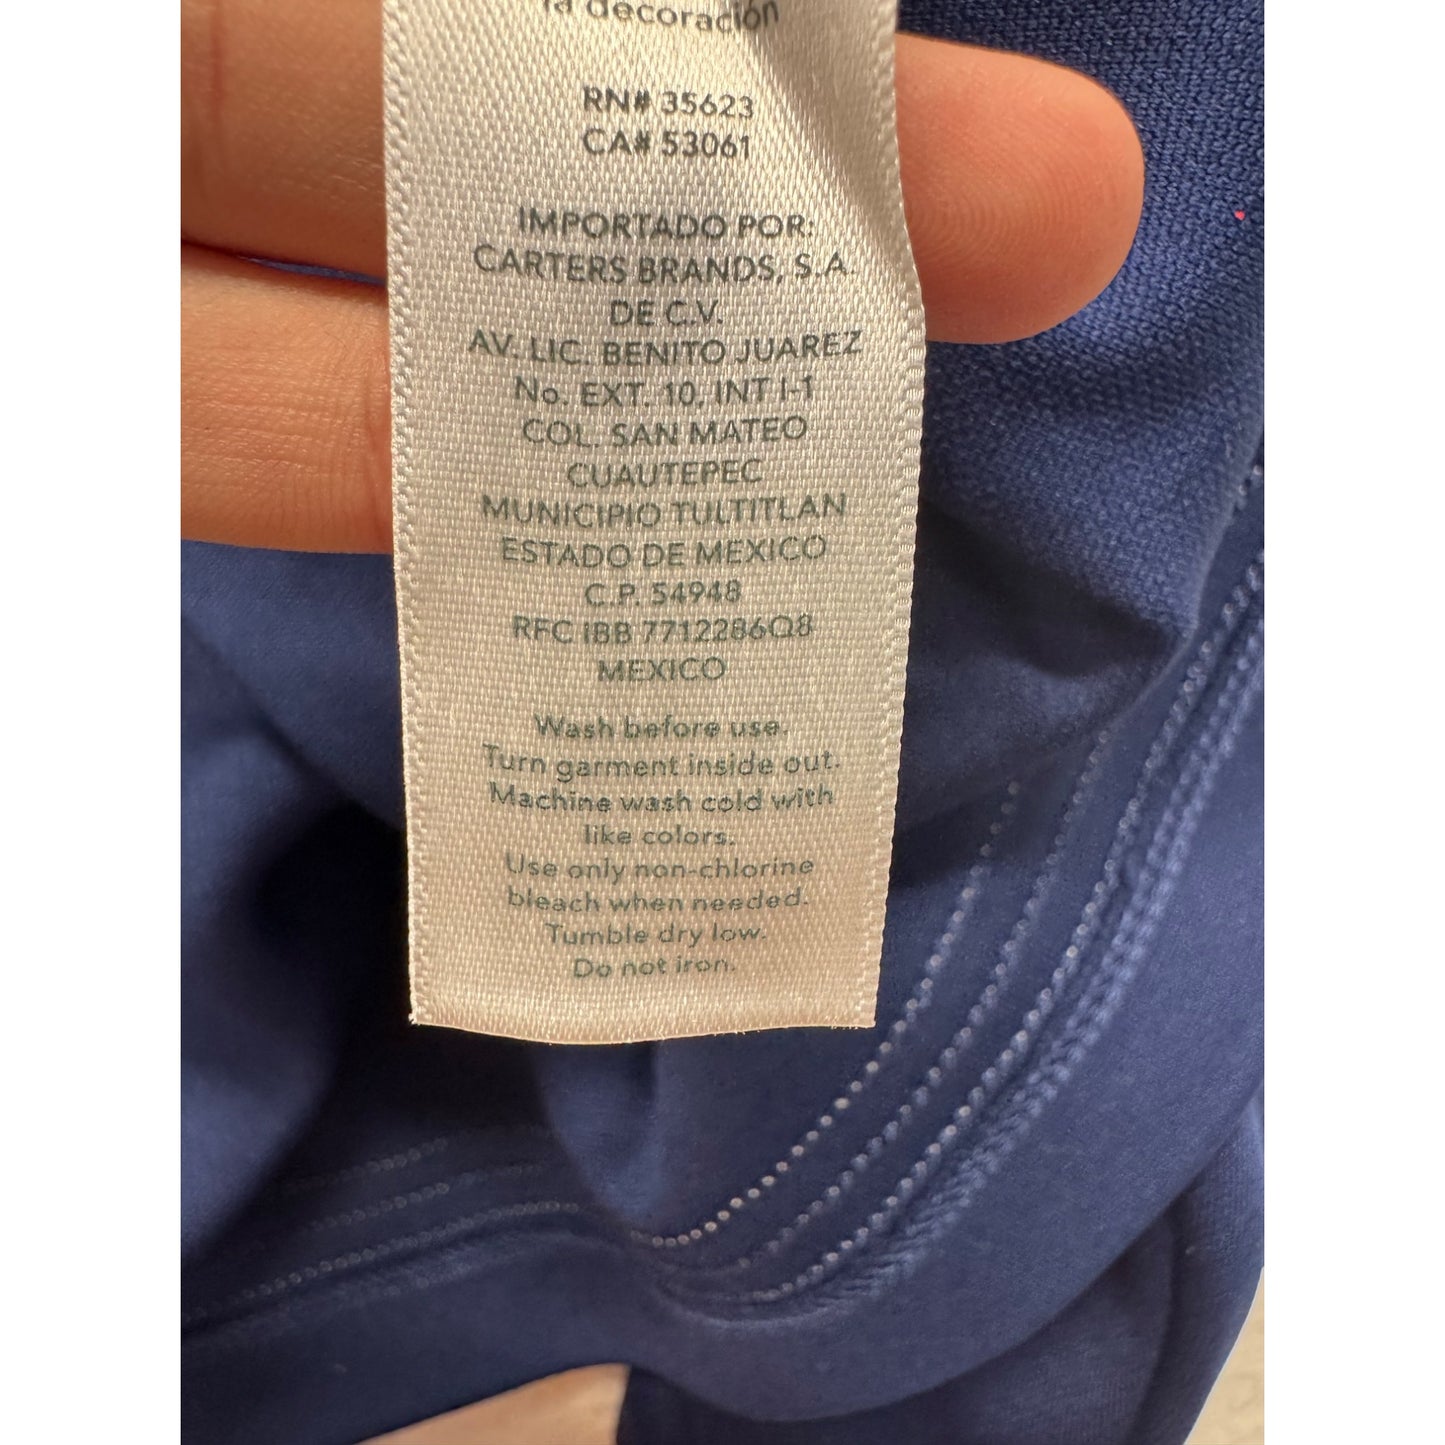 la decoración
RN# 35623
CA# 53061
IMPORTADO POR:
CARTERS BRANDS, S.A.
DE C.V.
AV. LIC. BENITO JUAREZ
No. EXT. 10, INT I-1
COL. SAN MATEO
CUAUTEPEC
MUNICIPIO TULTITLAN
ESTADO DE MEXICO
C.P. 54948
RFC IBB 7712286Q8
MEXICO
Wash before use.
Turn garment inside out.
Machine wash cold with
like colors.
Use only non-chlorine
bleach when needed.
Tumble dry low.
Do not iron.